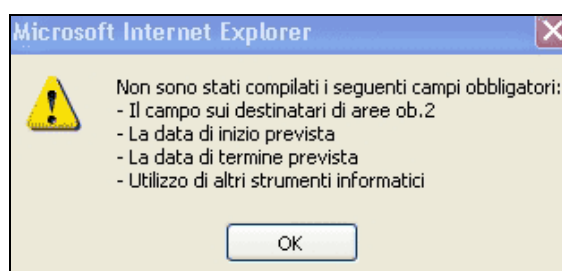 Microsoft Internet Explorer
Non sono stati compilati i seguenti campi obbligatori:
- Il campo sui destinatari di aree ob.2
- La data di inizio prevista
- La data di termine prevista
- Utilizzo di altri strumenti informatici
OK